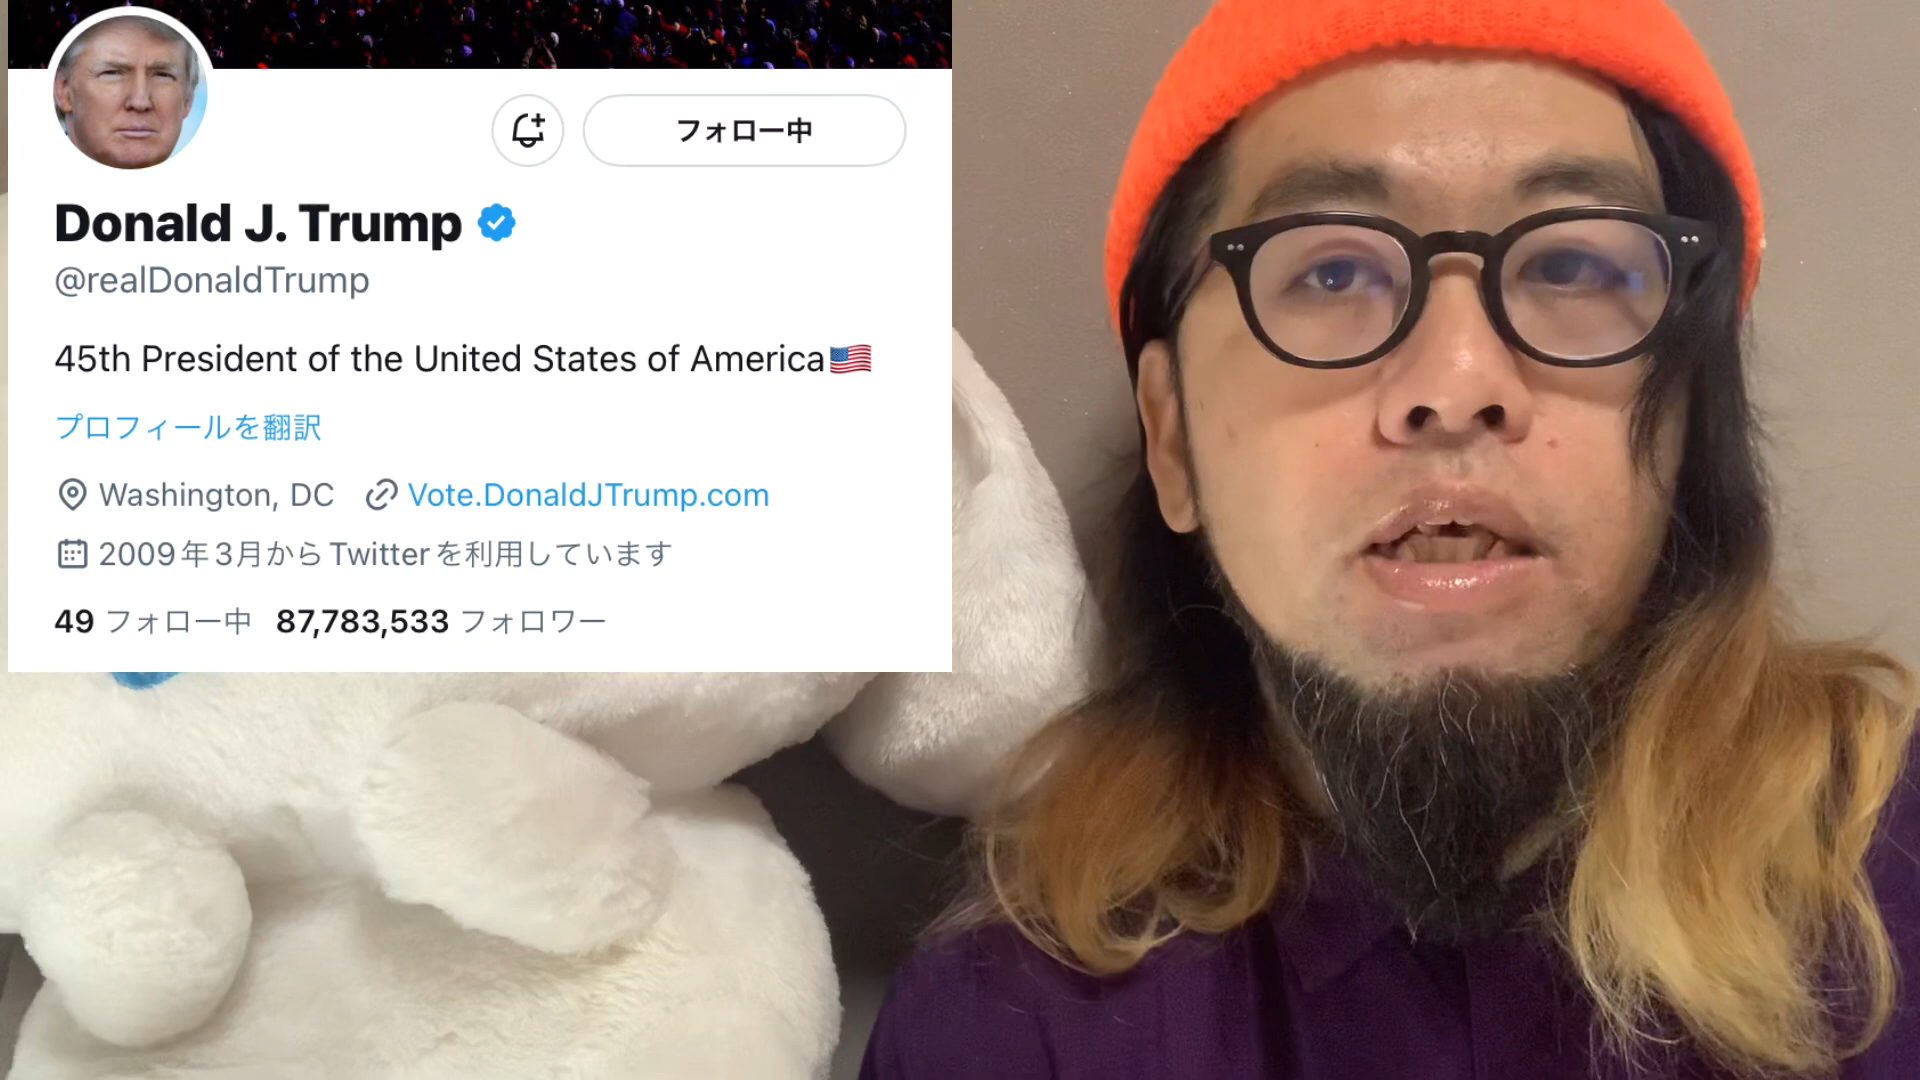 フォロー中
Donald J. Trump
@realDonaldTrump
45th President of the United States of America🇺🇸
プロフィールを翻訳
Washington, DC Vote.DonaldJTrump.com
2009年3月からTwitterを利用しています
49 フォロー中 87,783,533 フォロワー